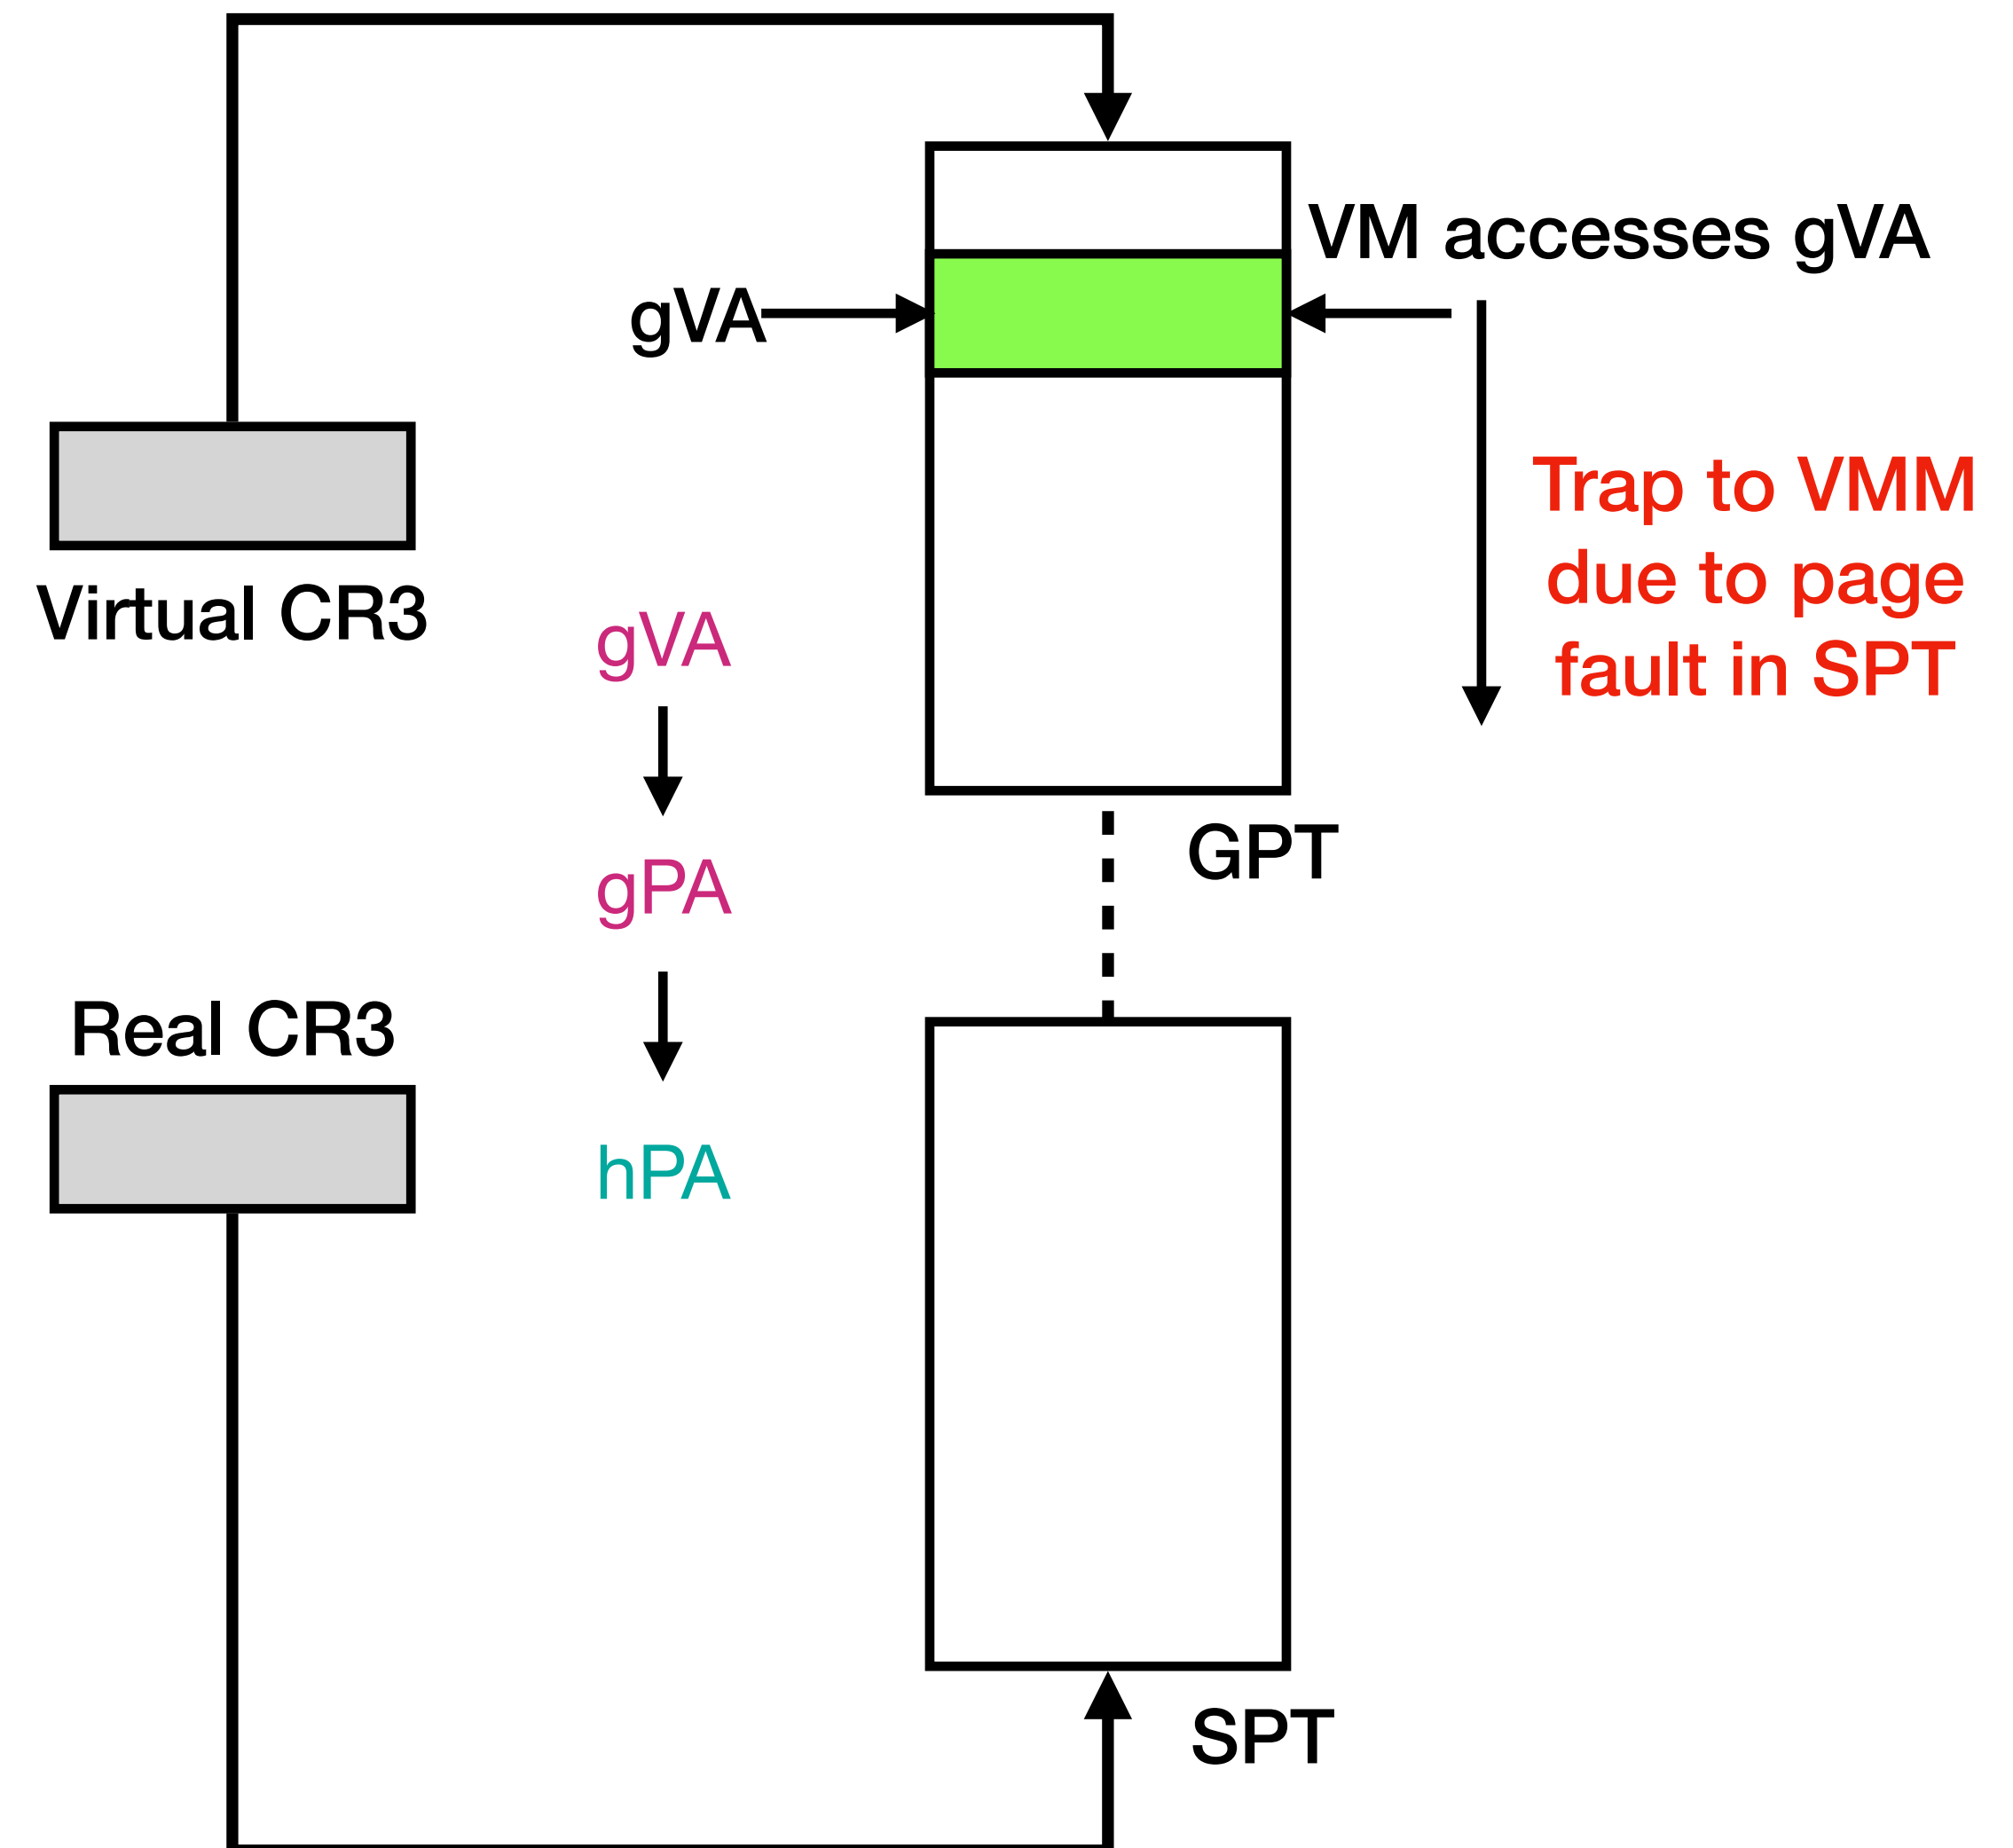 VM accesses gVA
gVA
Trap to VMM
due to page
fault in SPT
Virtual CR3
gVA
GPT
gPA
Real CR3
hPA
SPT